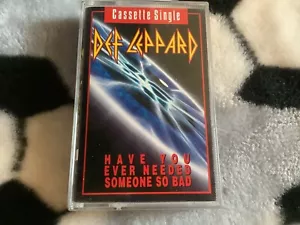 Cassette Single
DEF LEPPARD
HAVE YOU
EVER NEEDED
SOMEONE SO BAD